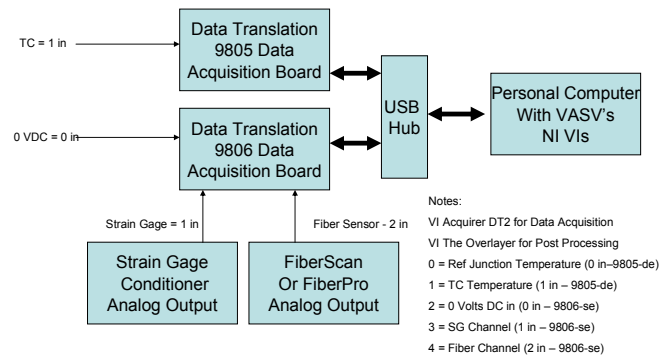 Data Translation
9805 Data
Acquisition Board
TC = 1 in
Data Translation
9806 Data
Acquisition Board
0 VDC = 0 in
USB
Hub
Personal Computer
With VASV's
NI VIs
Strain Gage = 1 in
Fiber Sensor - 2 in
Strain Gage
Conditioner
Analog Output
FiberScan
Or FiberPro
Analog Output
Notes:
VI Acquirer DT2 for Data Acquisition
VI The Overlayer for Post Processing
0 = Ref Junction Temperature (0 in–9805-de)
1 = TC Temperature (1 in – 9805-de)
2 = 0 Volts DC in (0 in – 9806-se)
3 = SG Channel (1 in – 9806-se)
4 = Fiber Channel (2 in – 9806-se)